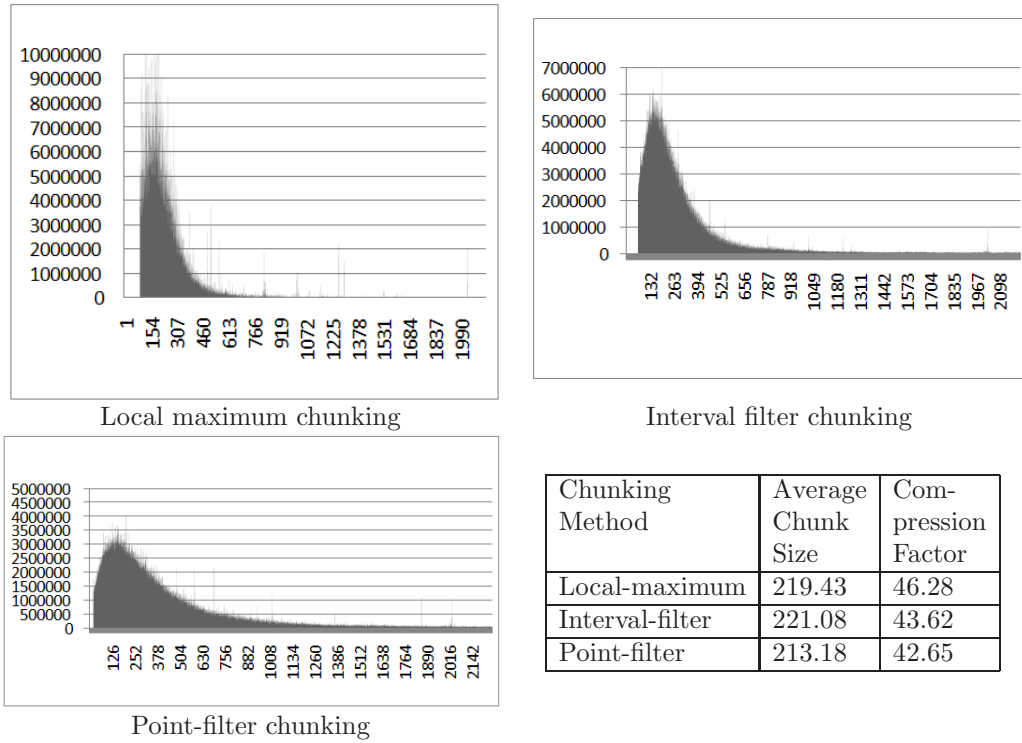 10000000
9000000
8000000
7000000
6000000
5000000
4000000
3000000
2000000
1000000
0
1 154 307 460 613 766 919 1072 1225 1378 1531 1684 1837 1990
Local maximum chunking
7000000
6000000
5000000
4000000
3000000
2000000
1000000
0
132 263 394 525 656 787 918 1049 1180 1311 1442 1573 1704 1835 1967 2098
Interval filter chunking
5000000
4500000
4000000
3500000
3000000
2500000
2000000
1500000
1000000
500000
0
126 252 378 504 630 756 882 1008 1134 1260 1386 1512 1638 1764 1890 2016 2142
Point-filter chunking
Chunking Average Com-
Method Chunk pression
Size Factor
Local-maximum 219.43 46.28
Interval-filter 221.08 43.62
Point-filter 213.18 42.65